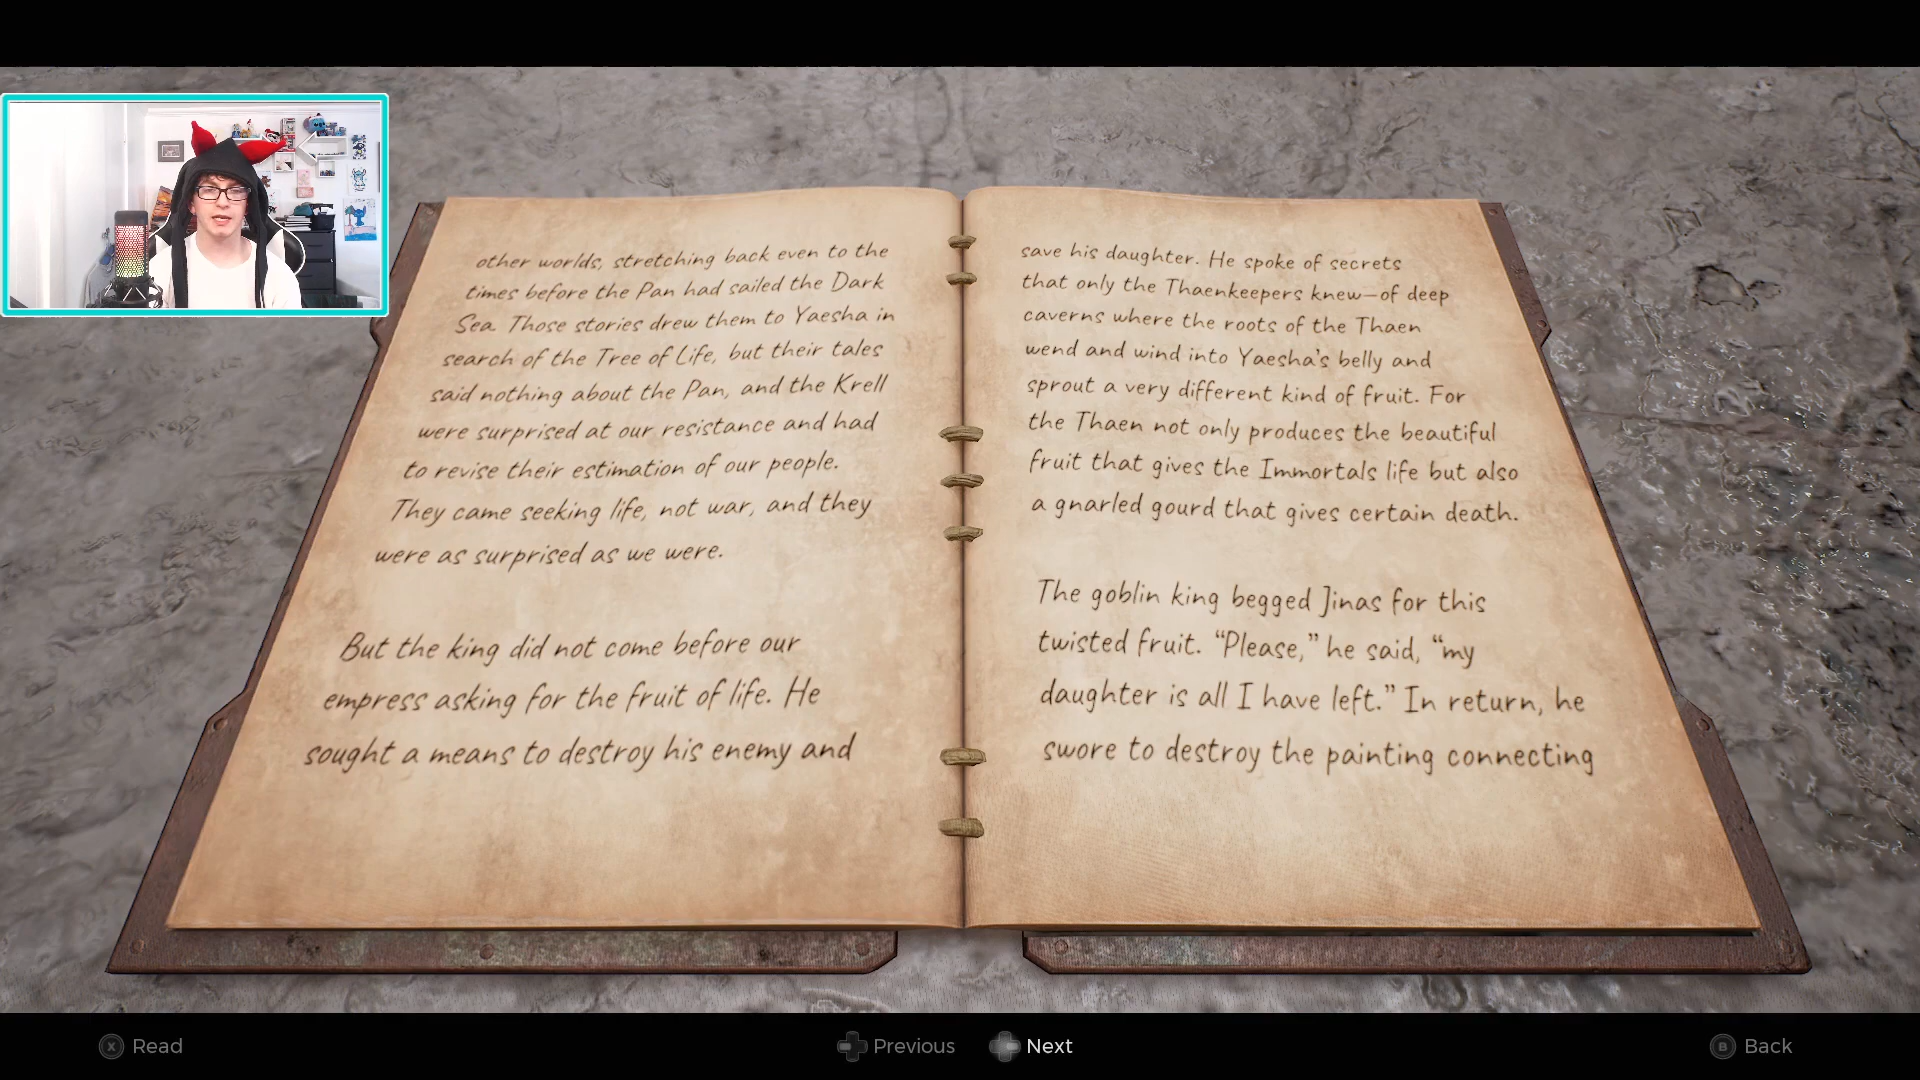 other worlds, stretching back even to the
times before the Pan had sailed the Dark
Sea. Those stories drew them to Yaesha in
search of the Tree of Life, but their tales
said nothing about the Pan, and the Krell
were surprised at our resistance and had
to revise their estimation of our people.
They came seeking life, not war, and they
were as surprised as we were.
But the king did not come before our
empress asking for the fruit of life. He
sought a means to destroy his enemy and
save his daughter. He spoke of secrets
that only the Thaenkeepers knew—of deep
caverns where the roots of the Thaen
wend and wind into Yaesha's belly and
sprout a very different kind of fruit. For
the Thaen not only produces the beautiful
fruit that gives the Immortals life but also
a gnarled gourd that gives certain death.
The goblin king begged Jinas for this
twisted fruit. “Please,” he said, “my
daughter is all I have left.” In return, he
swore to destroy the painting connecting
X Read
Previous
Next
B Back